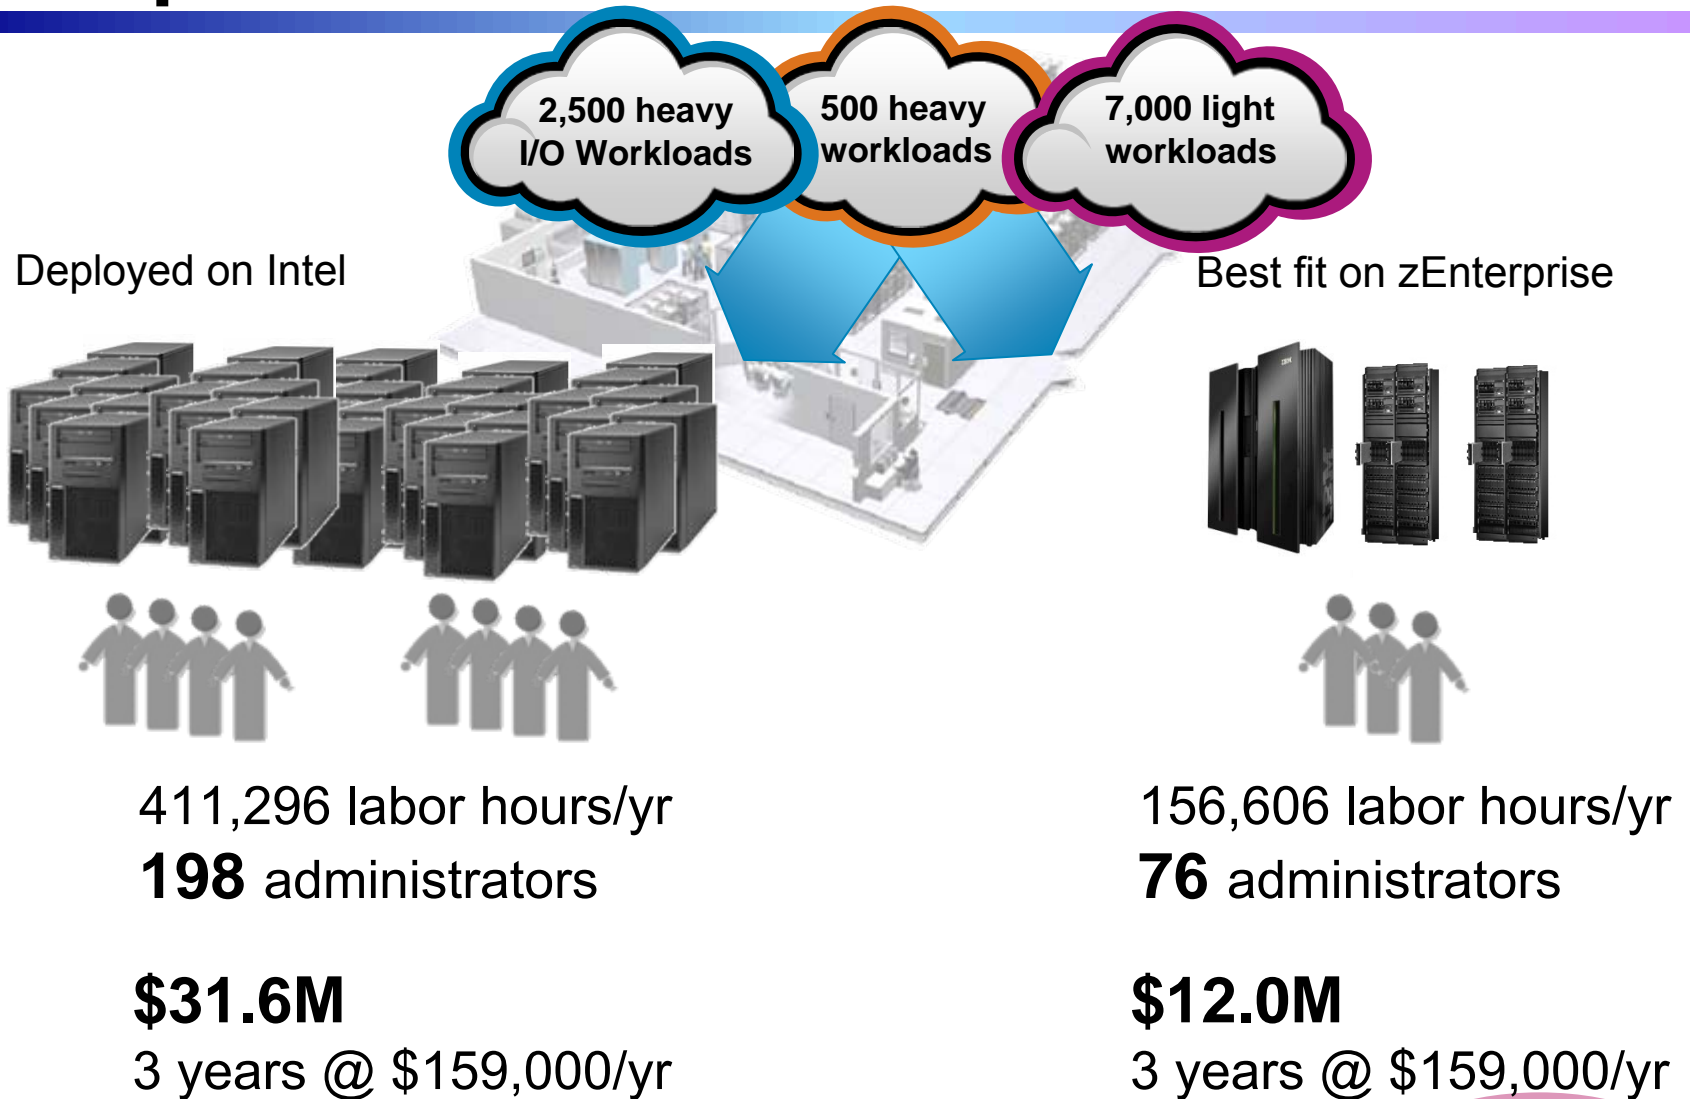 2,500 heavy
I/O Workloads
500 heavy
workloads
7,000 light
workloads
Deployed on Intel
Best fit on zEnterprise
411,296 labor hours/yr
198 administrators
$31.6M
3 years @ $159,000/yr
156,606 labor hours/yr
76 administrators
$12.0M
3 years @ $159,000/yr